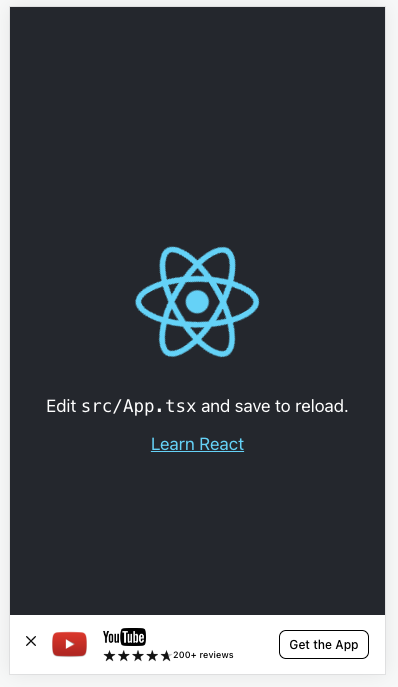 Edit src/App.tsx and save to reload.
Learn React
YouTube
200+ reviews
Get the App